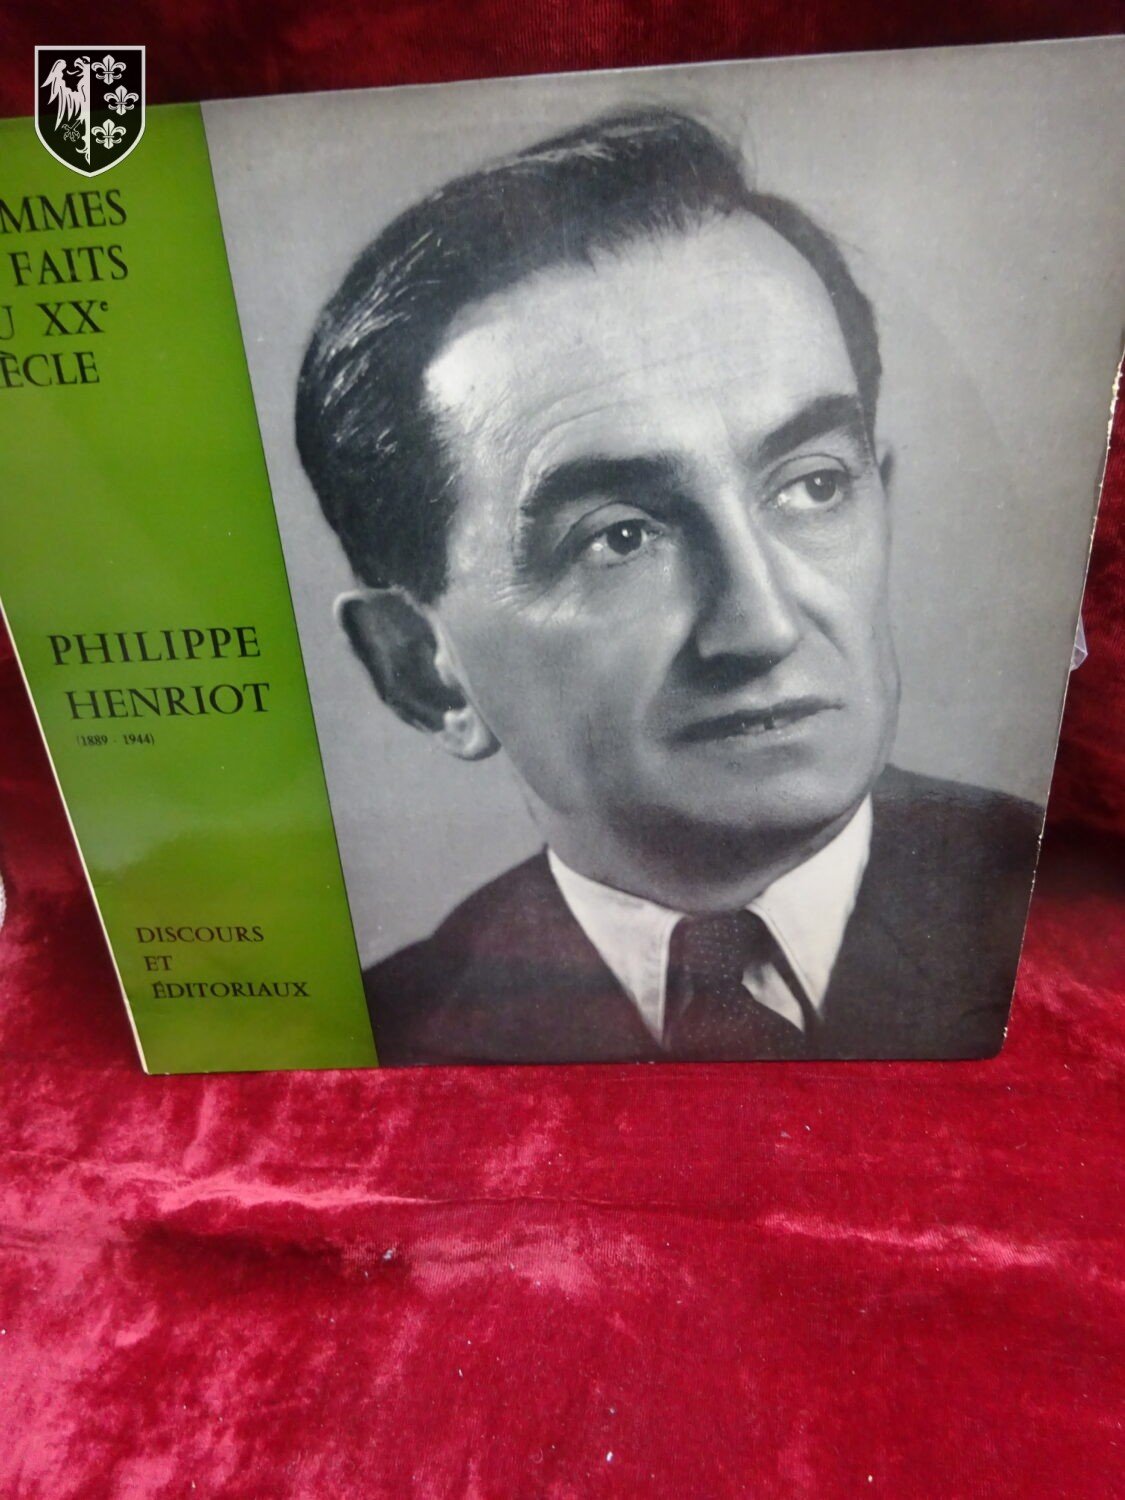 MMES
FAITS
U XXe
ÈCLE
PHILIPPE
HENRIOT
(1889 - 1944)
DISCOURS
ET
ÉDITORIAUX